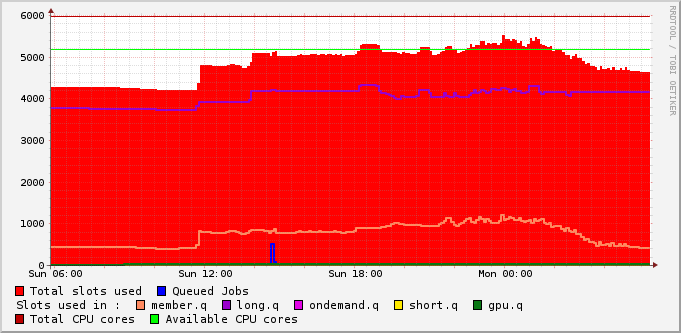 6000
RRDTOOL / TOBI OETIKER
5000
4000
3000
2000
1000
0
Sun 06:00 Sun 12:00 Sun 18:00 Mon 00:00
Total slots used Queued Jobs
Slots used in : member.q long.q ondemand.q short.q gpu.q
Total CPU cores Available CPU cores